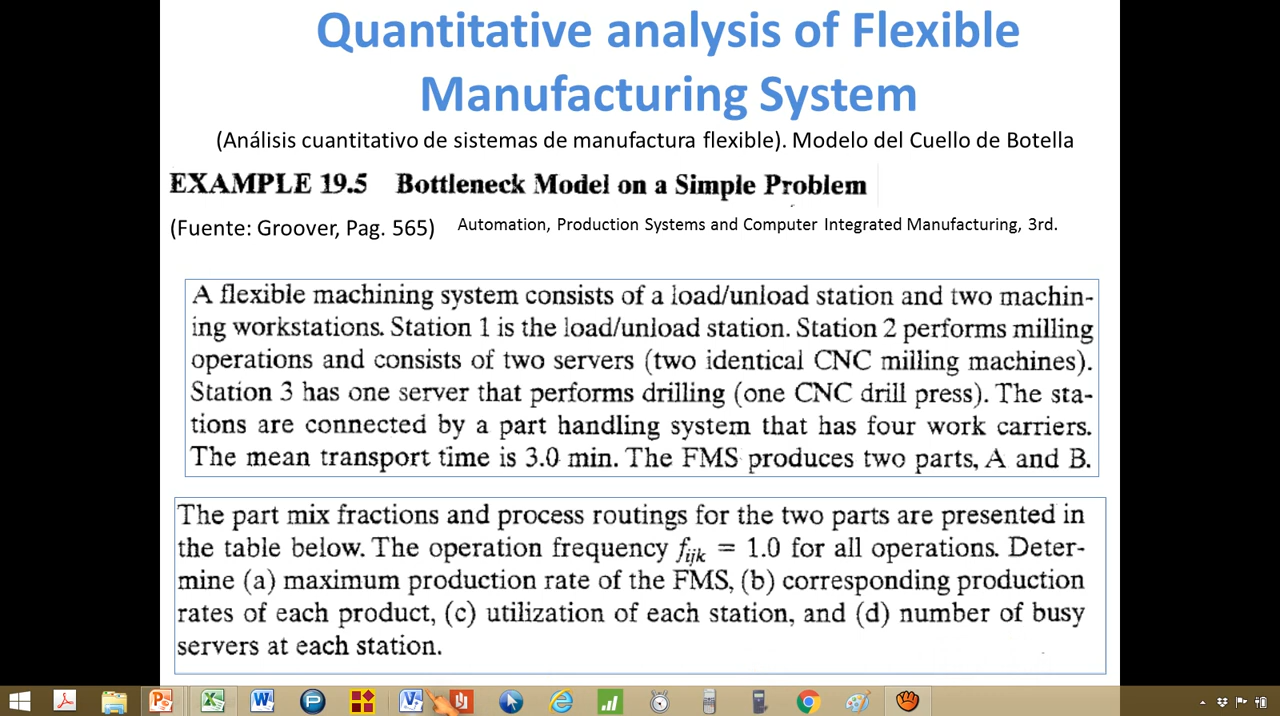 Quantitative analysis of Flexible
Manufacturing System
(Análisis cuantitativo de sistemas de manufactura flexible). Modelo del Cuello de Botella
EXAMPLE 19.5 Bottleneck Model on a Simple Problem
(Fuente: Groover, Pag. 565) Automation, Production Systems and Computer Integrated Manufacturing, 3rd.
A flexible machining system consists of a load/unload station and two machin-
ing workstations. Station 1 is the load/unload station. Station 2 performs milling
operations and consists of two servers (two identical CNC milling machines).
Station 3 has one server that performs drilling (one CNC drill press). The sta-
tions are connected by a part handling system that has four work carriers.
The mean transport time is 3.0 min. The FMS produces two parts, A and B.
The part mix fractions and process routings for the two parts are presented in
the table below. The operation frequency fijk = 1.0 for all operations. Deter-
mine (a) maximum production rate of the FMS, (b) corresponding production
rates of each product, (c) utilization of each station, and (d) number of busy
servers at each station.